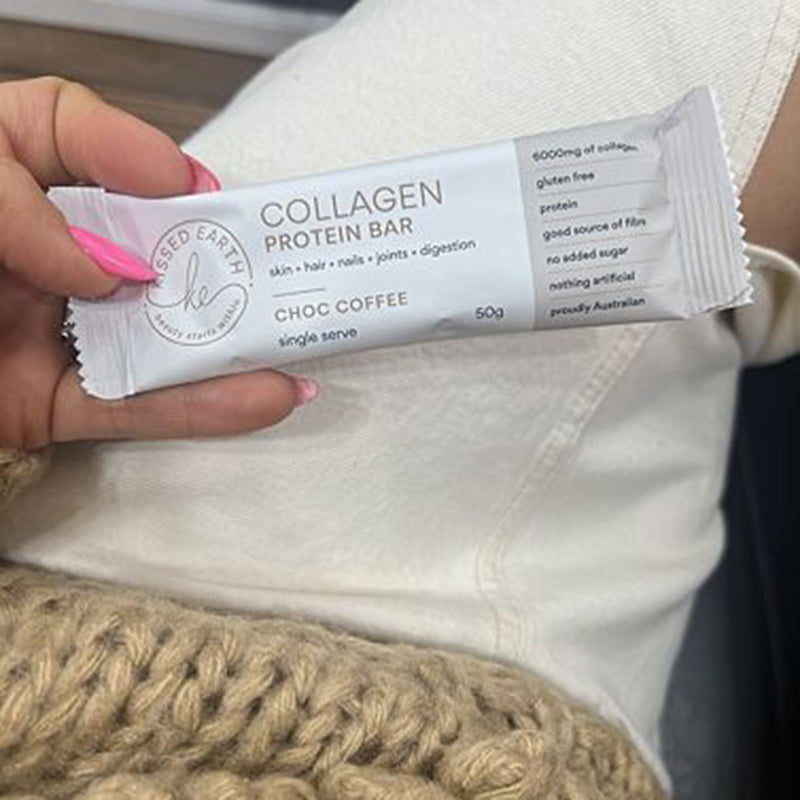 KISSED EARTH
ke
beauty starts within
COLLAGEN
PROTEIN BAR
skin • hair • nails • joints • digestion
CHOC COFFEE
single serve
50g
6000mg of collagen
gluten free
protein
good source of fibre
no added sugar
nothing artificial
proudly Australian